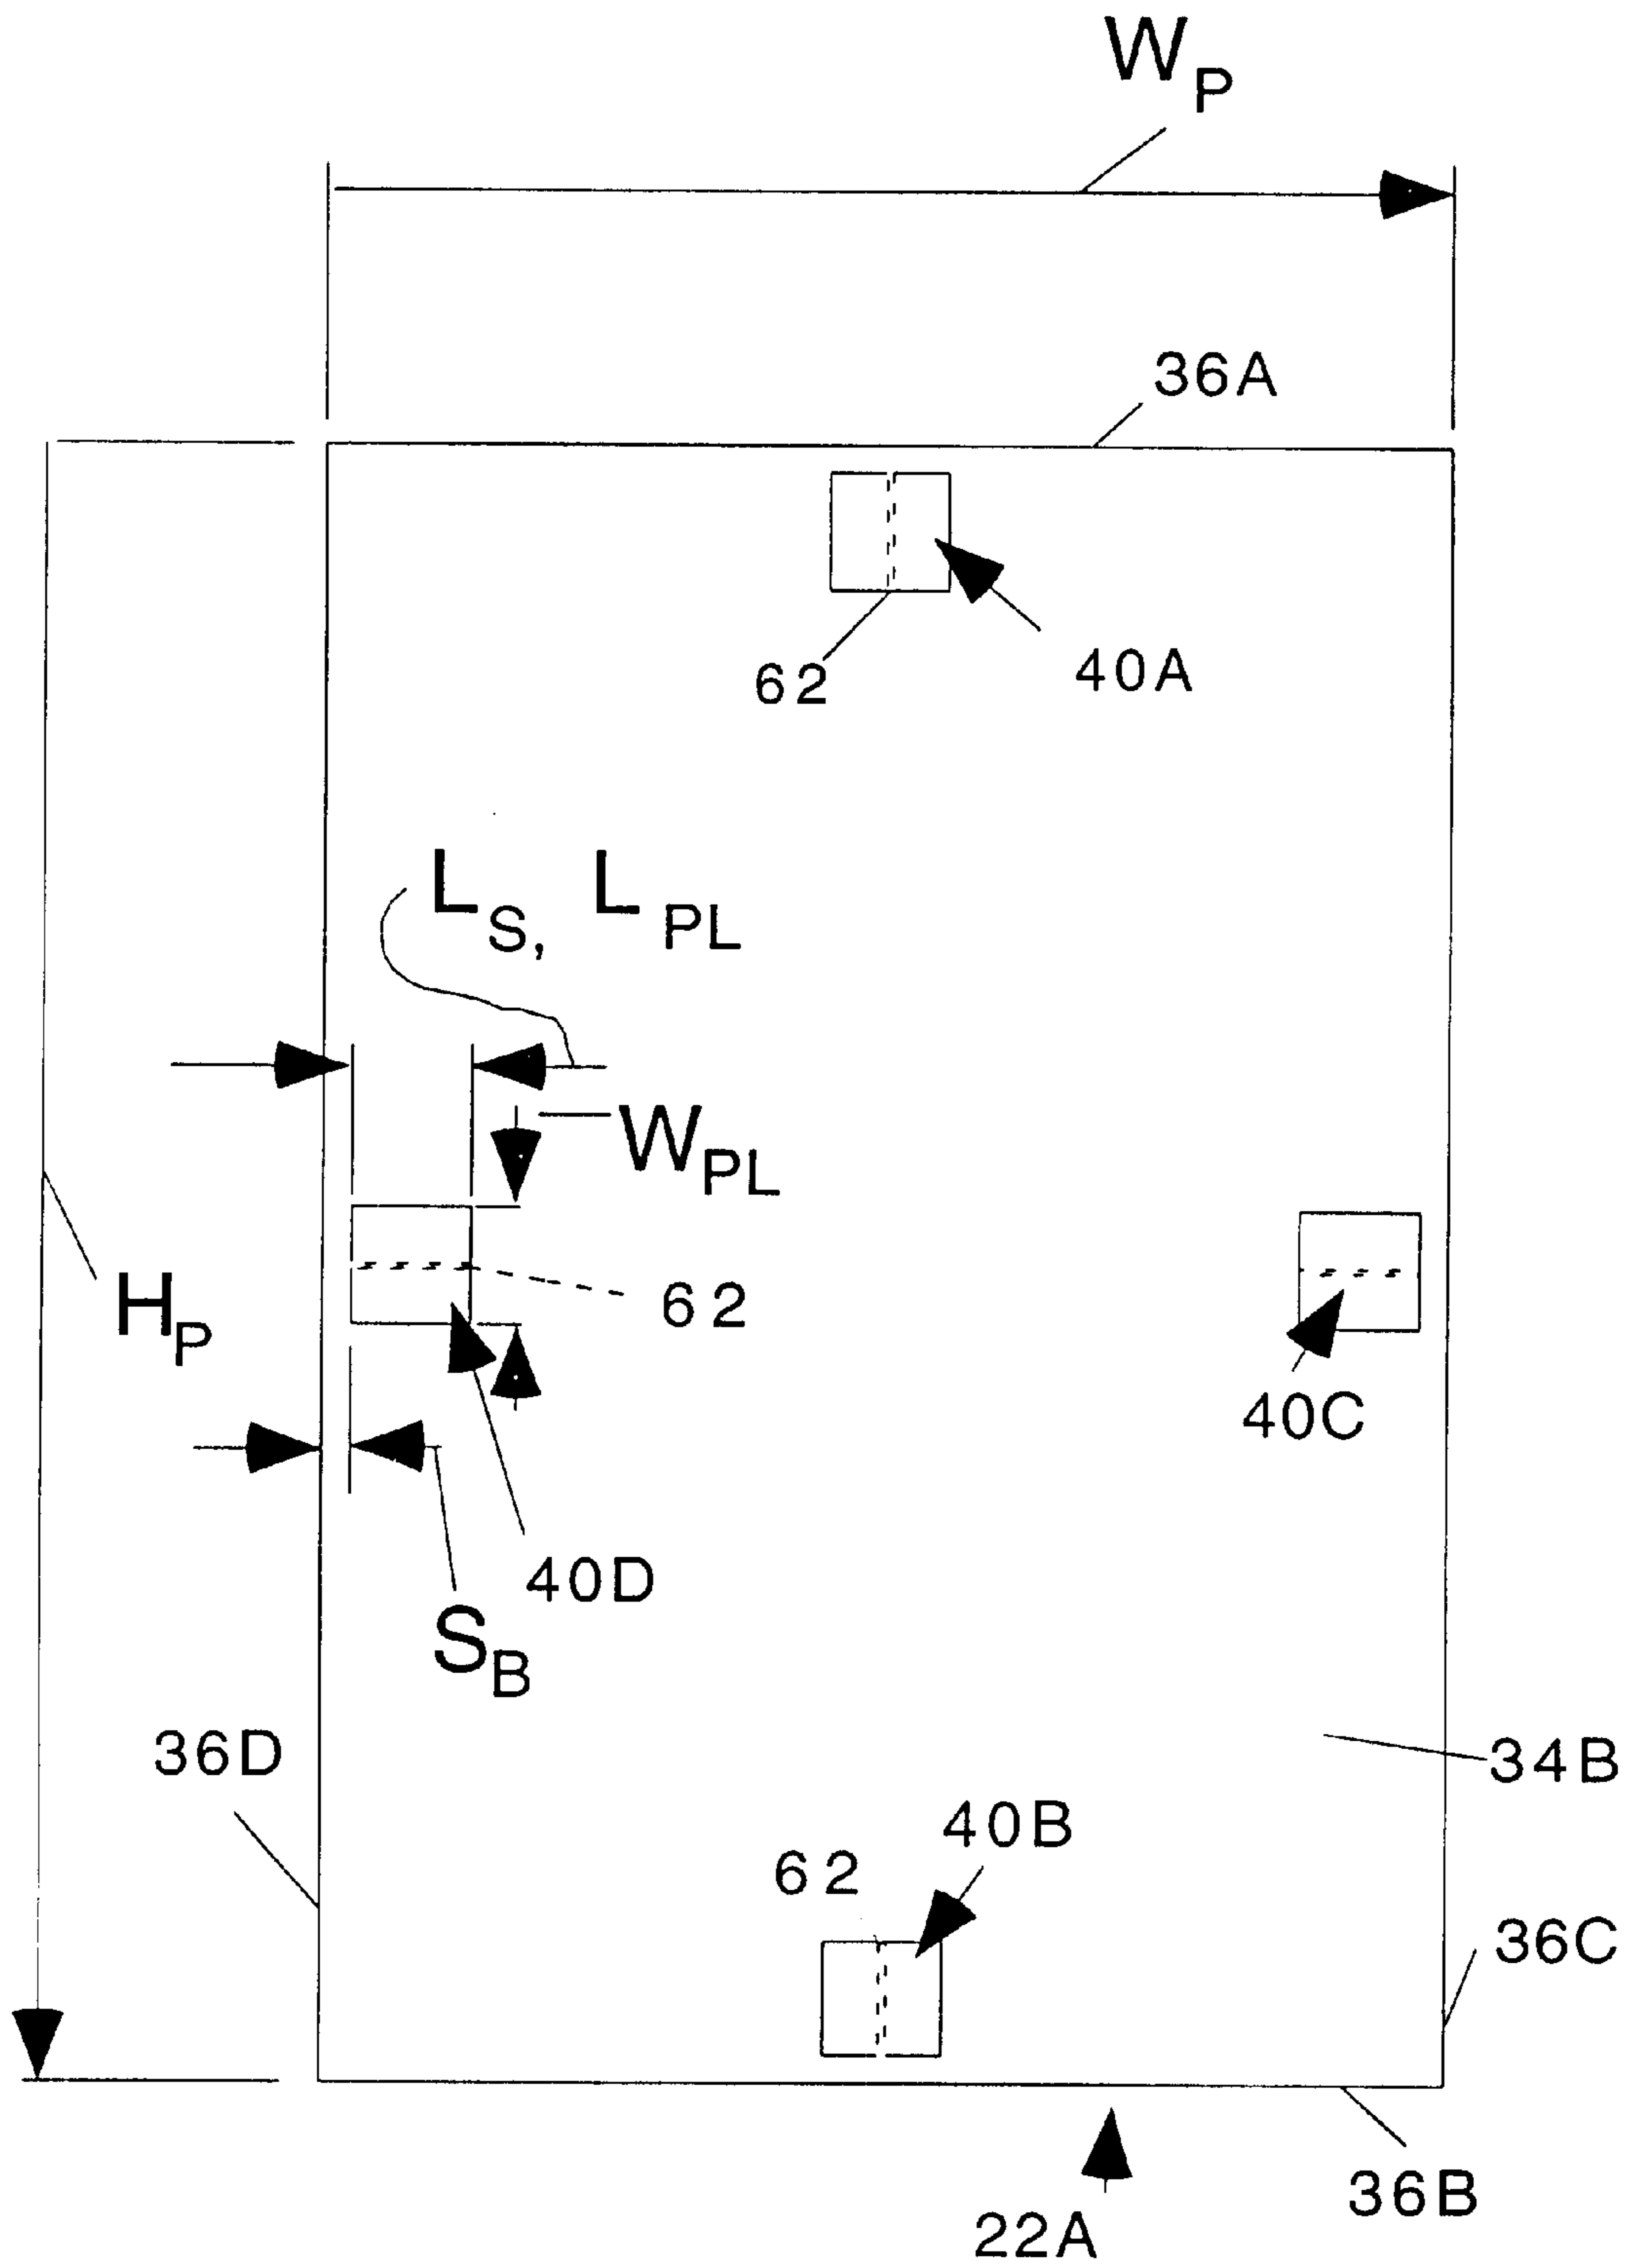 W_P
36A
62
40A
L_S, L_PL
W_PL
62
H_P
40C
40D
S_B
36D
34B
40B
62
36C
36B
22A